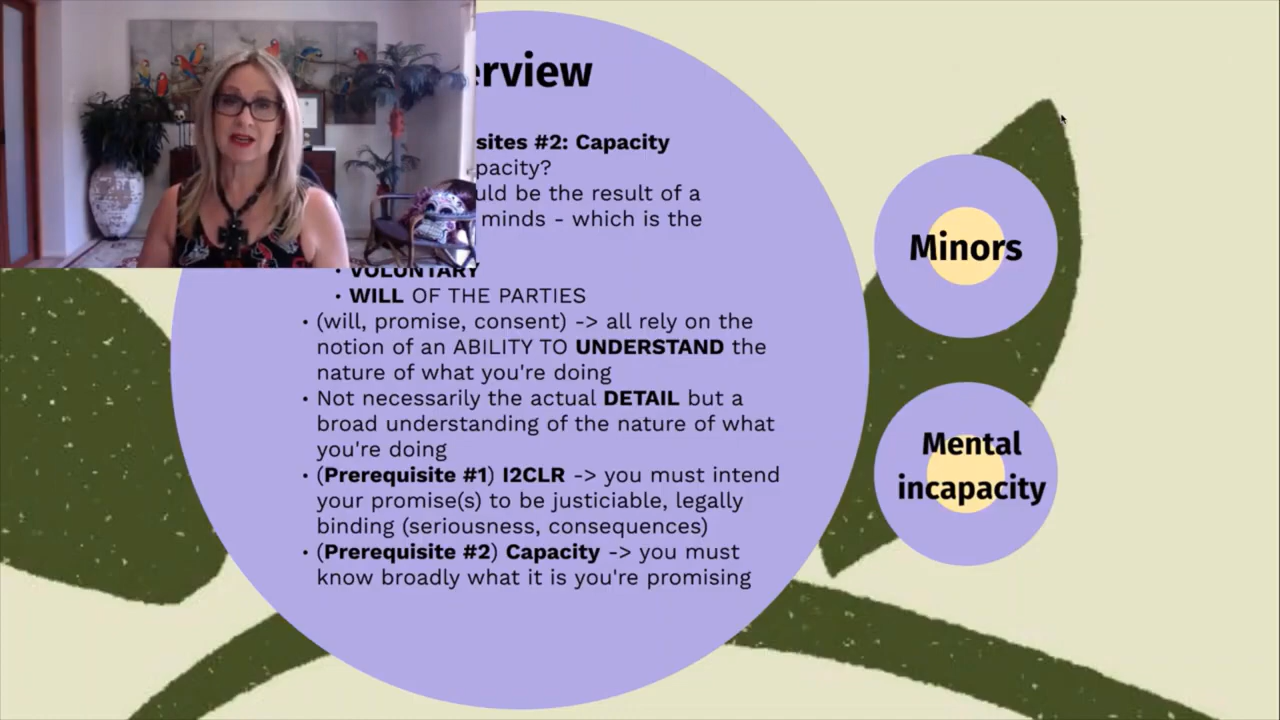 erview
sites #2: Capacity
pacity?
uld be the result of a
minds - which is the
• VOLUNTARY
• WILL OF THE PARTIES
• (will, promise, consent) -> all rely on the
notion of an ABILITY TO UNDERSTAND the
nature of what you're doing
• Not necessarily the actual DETAIL but a
broad understanding of the nature of what
you're doing
• (Prerequisite #1) I2CLR -> you must intend
your promise(s) to be justiciable, legally
binding (seriousness, consequences)
• (Prerequisite #2) Capacity -> you must
know broadly what it is you're promising
Minors
Mental
incapacity